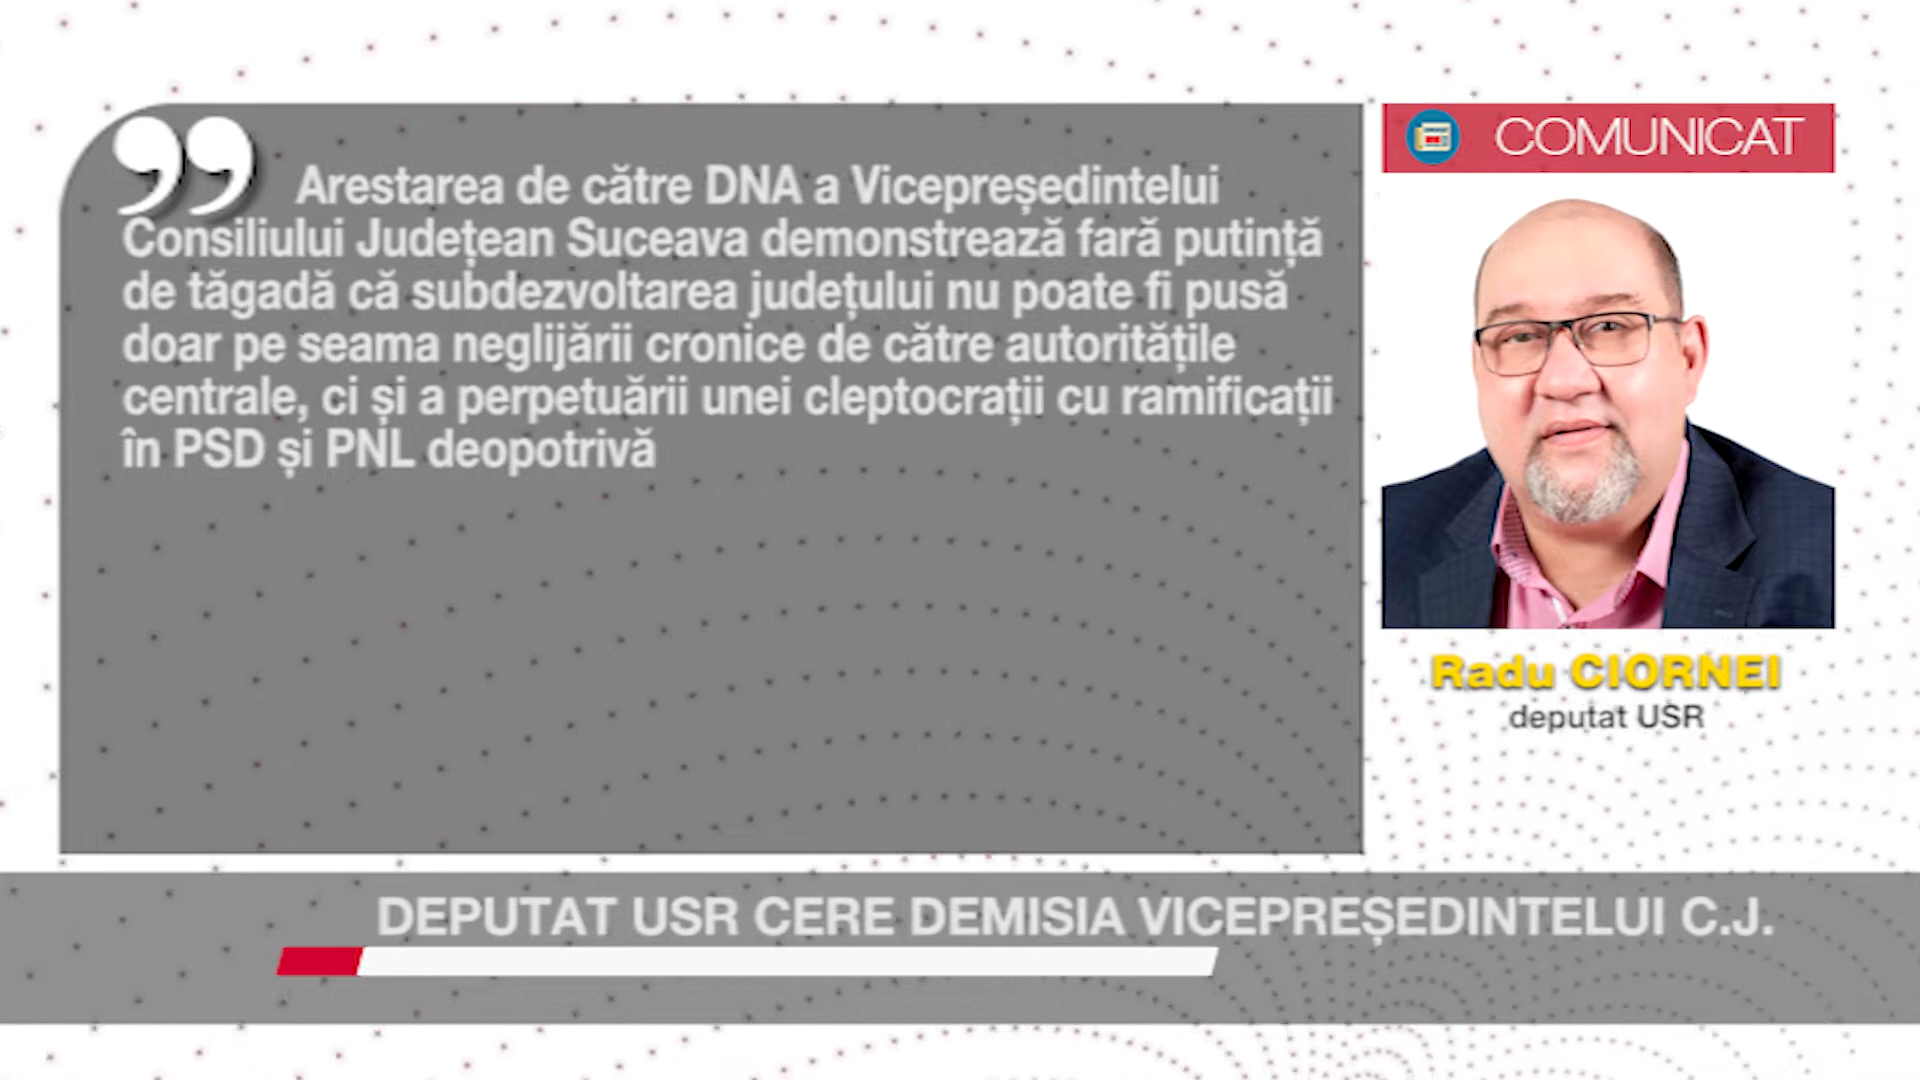 COMUNICAT
Arestarea de către DNA a Vicepreședintelui
Consiliului Județean Suceava demonstrează fară putință
de tăgadă că subdezvoltarea județului nu poate fi pusă
doar pe seama neglijării cronice de către autoritățile
centrale, ci și a perpetuării unei cleptocrații cu ramificații
în PSD și PNL deopotrivă
Radu CIORNEI
deputat USR
DEPUTAT USR CERE DEMISIA VICEPREȘEDINTELUI C.J.